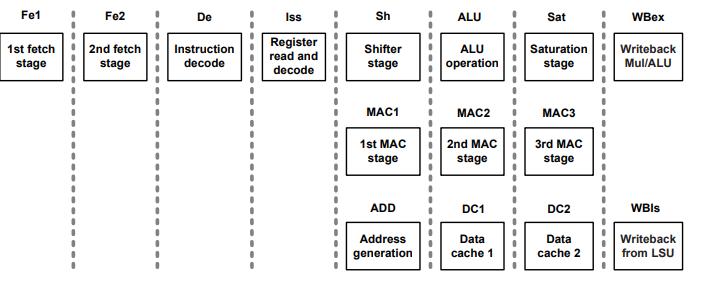 Fe1 Fe2 De Iss Sh ALU Sat WBex
1st fetch stage
2nd fetch stage
Instruction decode
Register read and decode
Shifter stage
ALU operation
Saturation stage
Writeback Mul/ALU
MAC1 MAC2 MAC3
1st MAC stage
2nd MAC stage
3rd MAC stage
ADD DC1 DC2 WBls
Address generation
Data cache 1
Data cache 2
Writeback from LSU